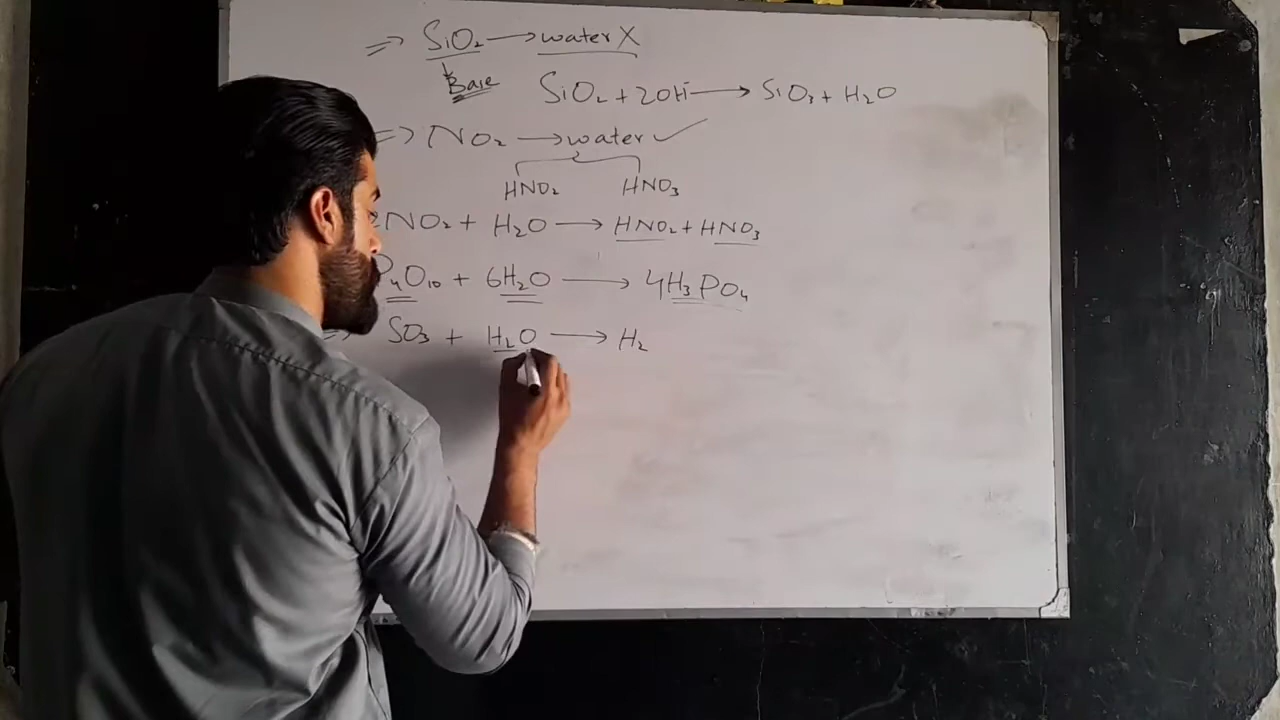 => SiO₂ → water X
Base SiO₂ + 2OH⁻ → SiO₃ + H₂O
=> NO₂ → water ✓
HNO₂ HNO₃
NO₂ + H₂O → HNO₂ + HNO₃
P₄O₁₀ + 6H₂O → 4H₃PO₄
=> SO₃ + H₂O → H₂